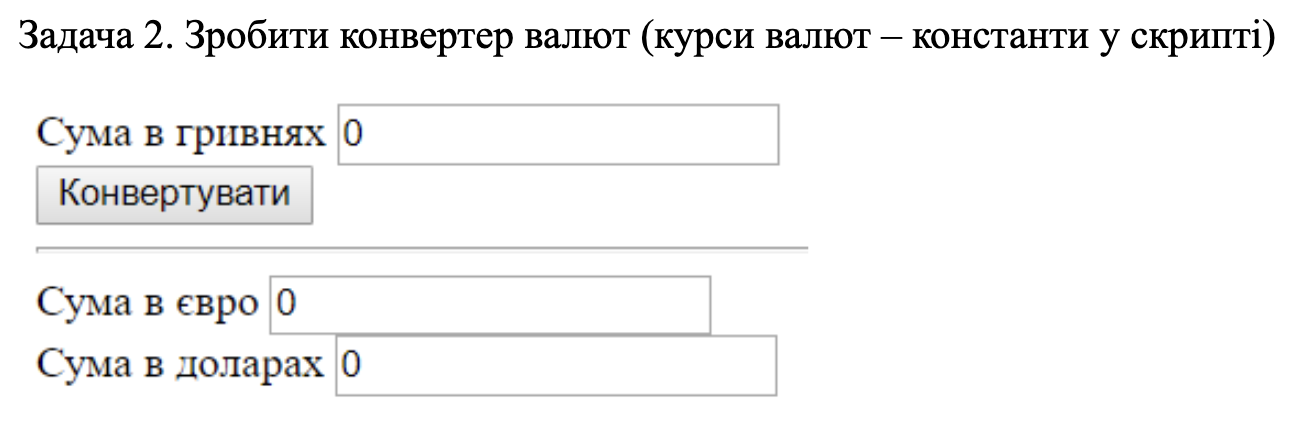 Задача 2. Зробити конвертер валют (курси валют – константи у скрипті)
Сума в гривнях 0
Конвертувати
Сума в євро 0
Сума в доларах 0